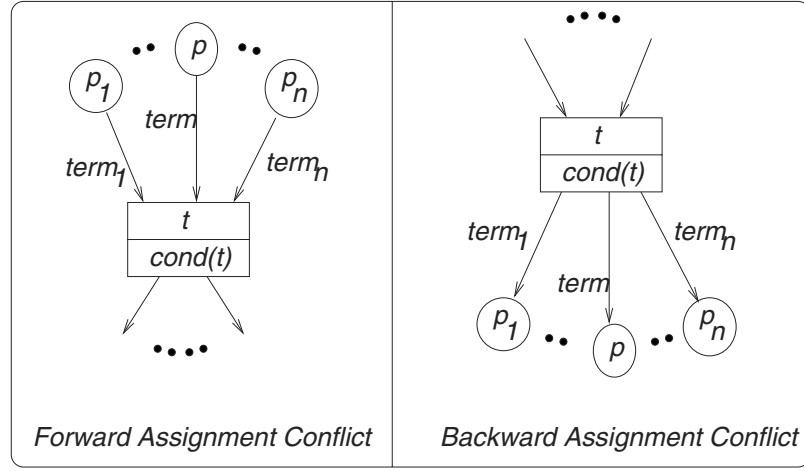 p
p1
pn
term
term1
termn
t
cond(t)
Forward Assignment Conflict
t
cond(t)
term1
termn
term
p1
pn
p
Backward Assignment Conflict